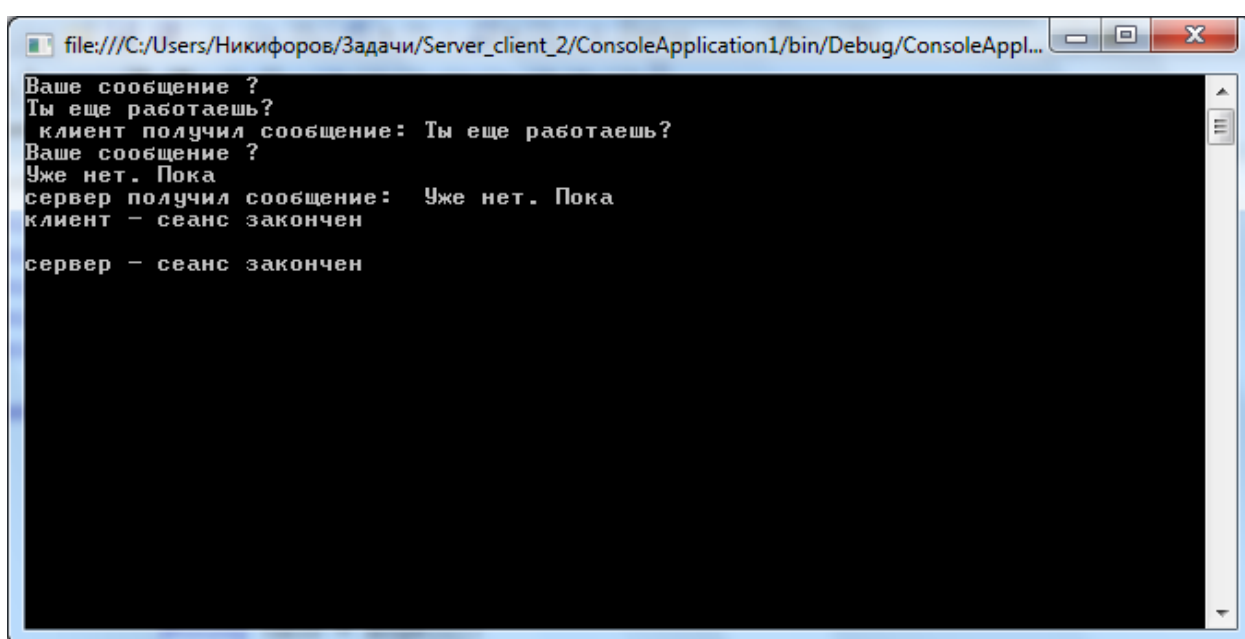 file:///C:/Users/Никифоров/Задачи/Server_client_2/ConsoleApplication1/bin/Debug/ConsoleAppl...
Ваше сообщение ?
Ты еще работаешь?
клиент получил сообщение: Ты еще работаешь?
Ваше сообщение ?
Уже нет. Пока
сервер получил сообщение: Уже нет. Пока
клиент - сеанс закончен
сервер - сеанс закончен